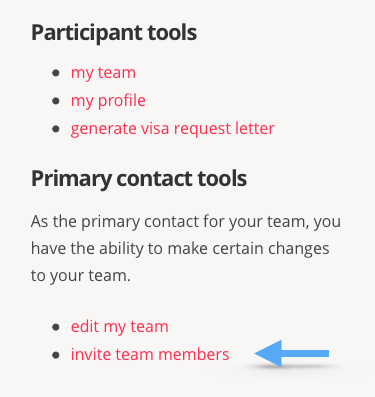 Participant tools
my team
my profile
generate visa request letter
Primary contact tools
As the primary contact for your team, you
have the ability to make certain changes
to your team.
edit my team
invite team members